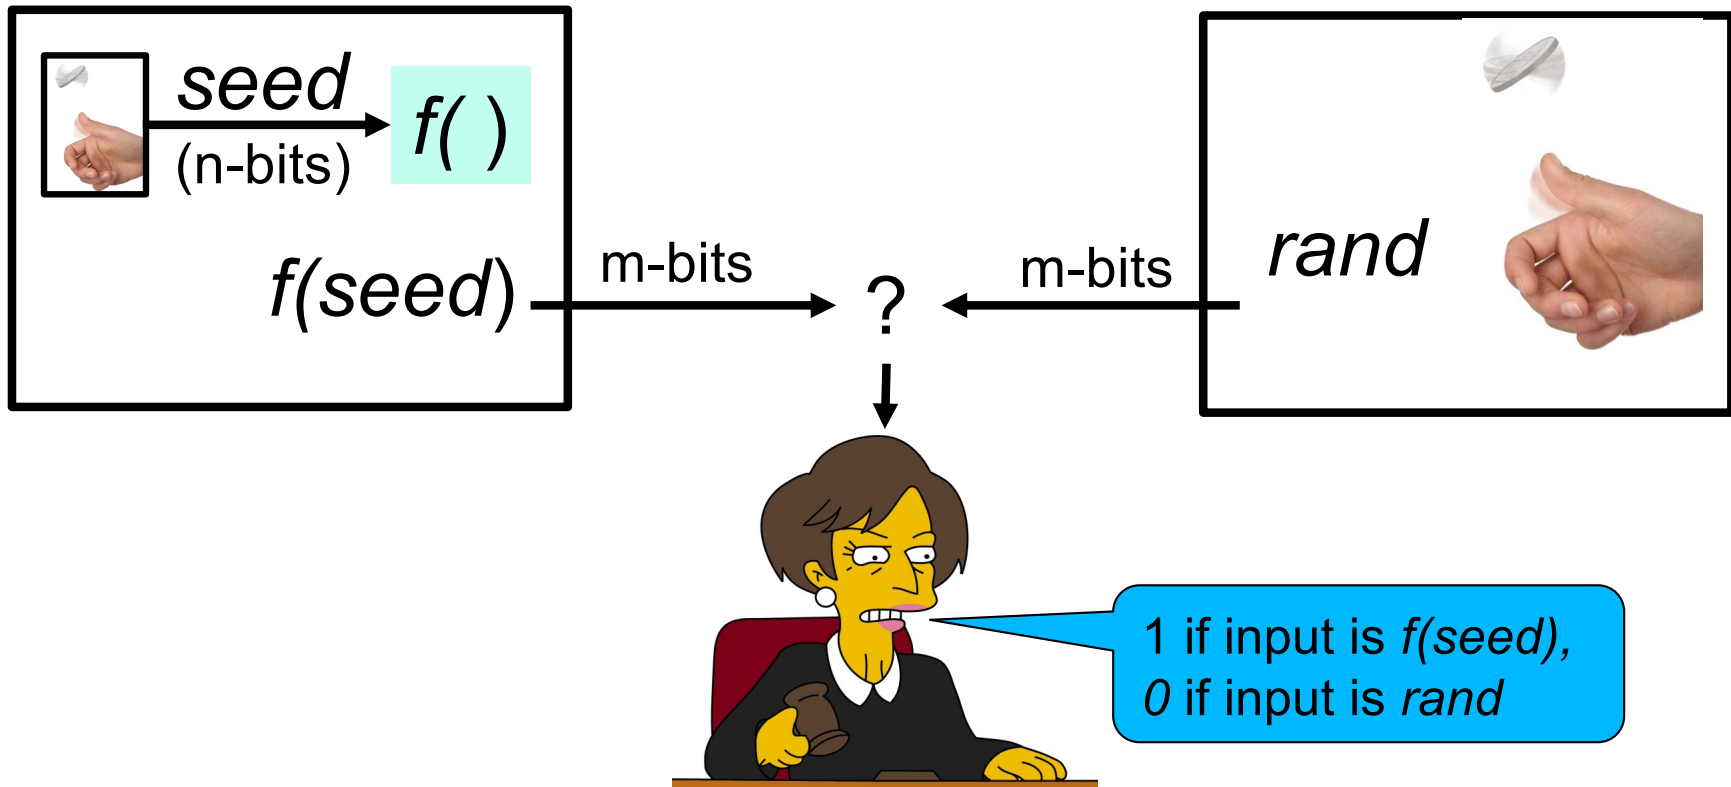 seed
(n-bits)
f( )
f(seed)
m-bits
?
m-bits
rand
1 if input is f(seed),
0 if input is rand